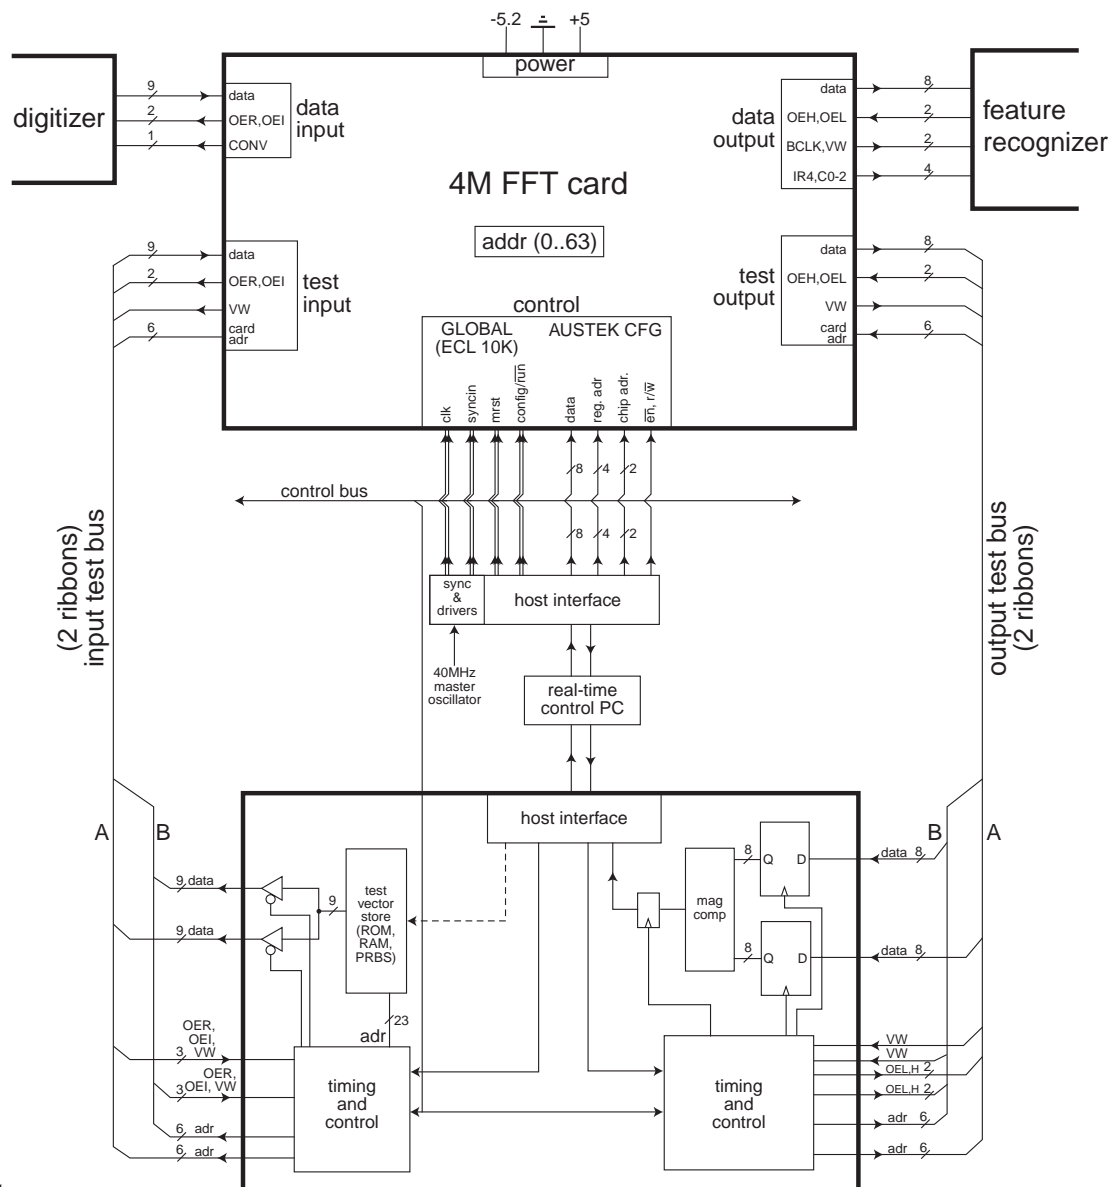 -5.2
+5
power
digitizer
9
2
1
data
OER,OEI
CONV
data
input
4M FFT card
addr (0..63)
data
output
data
OEH,OEL
BCLK,VW
IR4,C0-2
8
2
2
4
feature
recognizer
9
2
6
data
OER,OEI
VW
card
adr
test
input
test
output
data
OEH,OEL
VW
card
adr
8
2
6
control
GLOBAL
(ECL 10K)
AUSTEK CFG
clk
syncin
mrst
config/run
data
reg. adr
chip adr.
en, r/w
8
4
2
control bus
8
4
2
(2 ribbons)
input test bus
output test bus
(2 ribbons)
sync
&
drivers
host interface
40MHz
master
oscillator
real-time
control PC
host interface
A
B
B
A
9 data
9 data
9
test
vector
store
(ROM,
RAM,
PRBS)
23
adr
mag
comp
8
Q
D
8
Q
D
data 8
data 8
OER,
OEI,
VW
3
OER,
OEI, VW
3
6 adr
6 adr
timing
and
control
timing
and
control
VW
VW
OEL,H 2
OEL,H 2
adr 6
adr 6